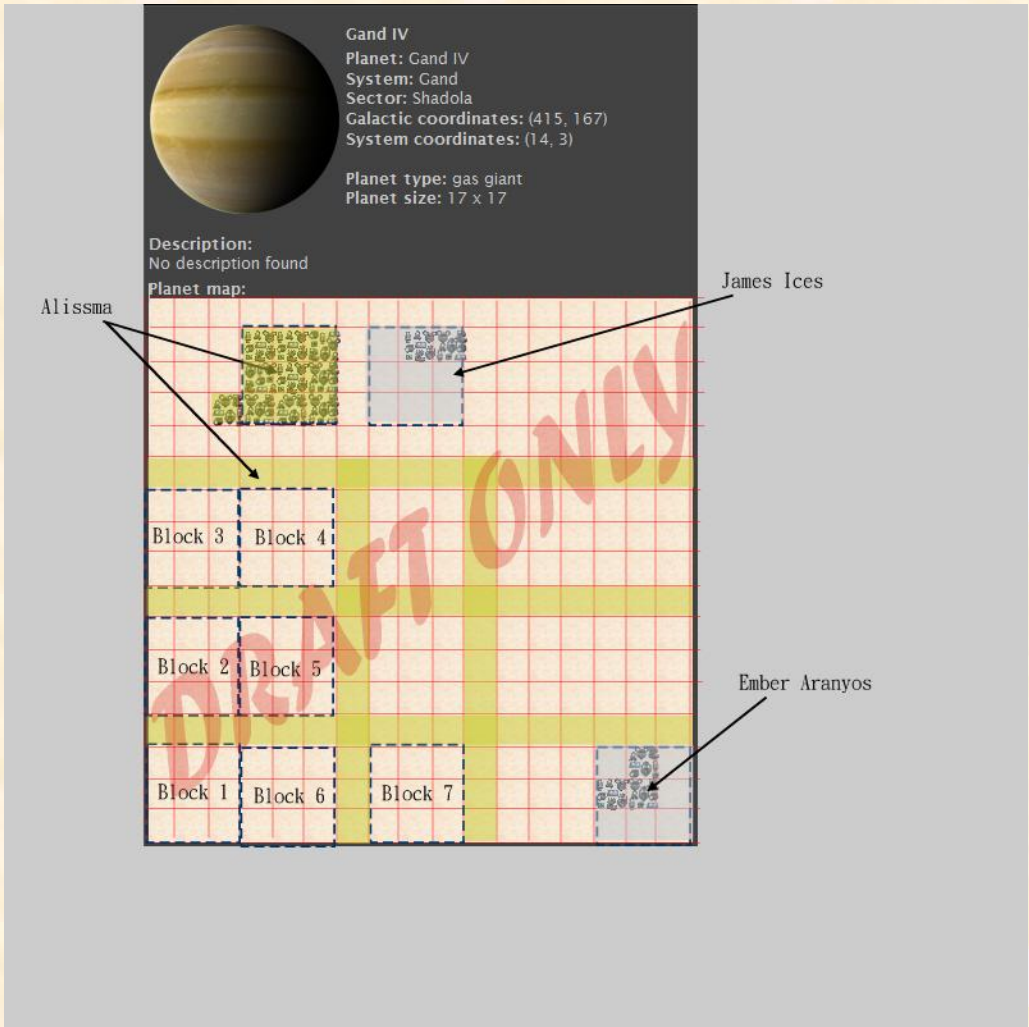 Gand IV
Planet: Gand IV
System: Gand
Sector: Shadola
Galactic coordinates: (415, 167)
System coordinates: (14, 3)
Planet type: gas giant
Planet size: 17 x 17
Description:
No description found
Planet map:
James Ices
Alissma
DRAFT ONLY
Block 3
Block 4
Block 2
Block 5
Ember Aranyos
Block 1
Block 6
Block 7